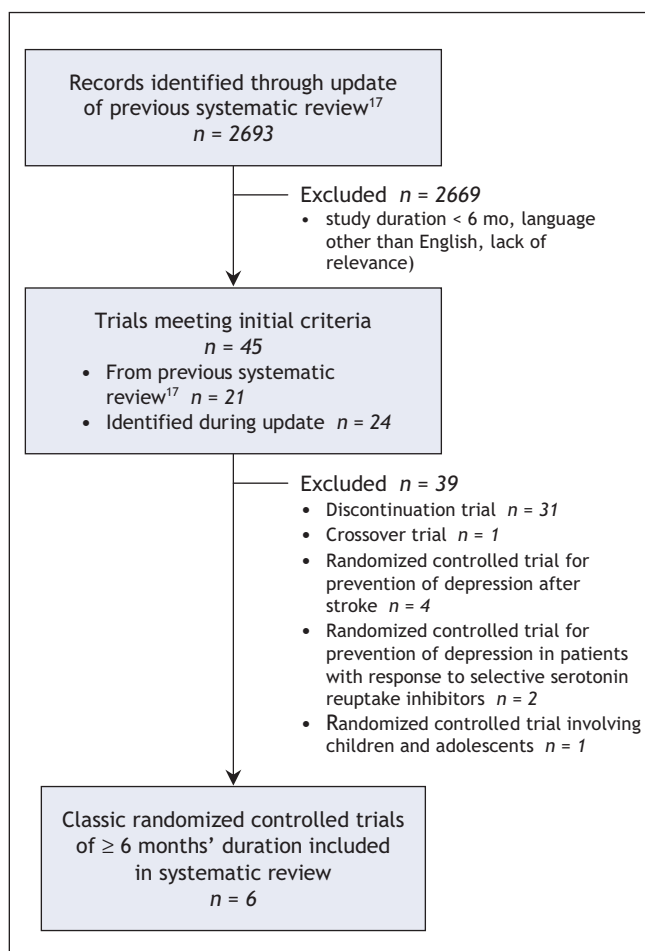 Records identified through update
of previous systematic review17
n = 2693
Excluded n = 2669
• study duration < 6 mo, language
other than English, lack of
relevance)
Trials meeting initial criteria
n = 45
• From previous systematic
review17 n = 21
• Identified during update n = 24
Excluded n = 39
• Discontinuation trial n = 31
• Crossover trial n = 1
• Randomized controlled trial for
prevention of depression after
stroke n = 4
• Randomized controlled trial for
prevention of depression in patients
with response to selective serotonin
reuptake inhibitors n = 2
• Randomized controlled trial involving
children and adolescents n = 1
Classic randomized controlled trials
of ≥ 6 months’ duration included
in systematic review
n = 6